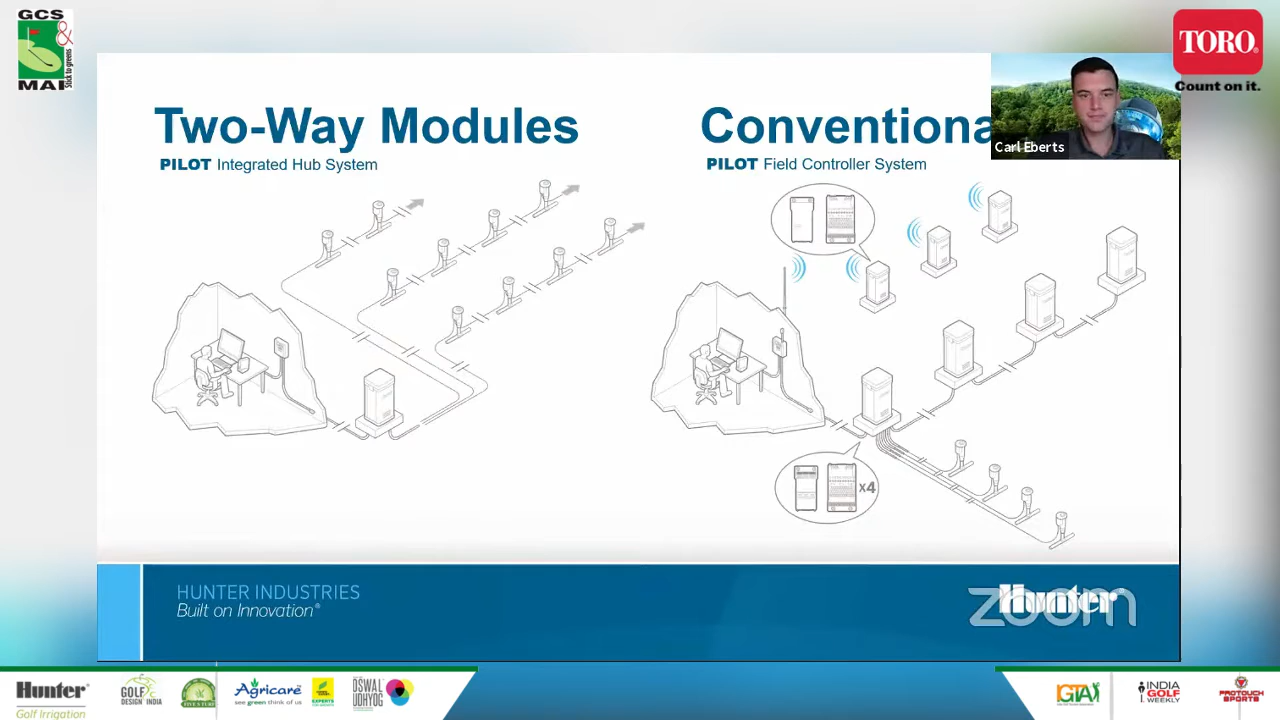 GCS
&
MAI
Stick to greens
TORO.
Count on it.
Two-Way Modules
PILOT Integrated Hub System
Conventiona
PILOT Field Controller System
Carl Eberts
x4
HUNTER INDUSTRIES
Built on Innovation®
Hunter
zoom
Hunter®
Golf Irrigation
GOLF
DESIGN INDIA
Agricare
see green think of us
EXPERTS
OSWAL
UDHYOG
GIA
INDIA
GOLF
WEEKLY
PROTOUCH
SPORTS